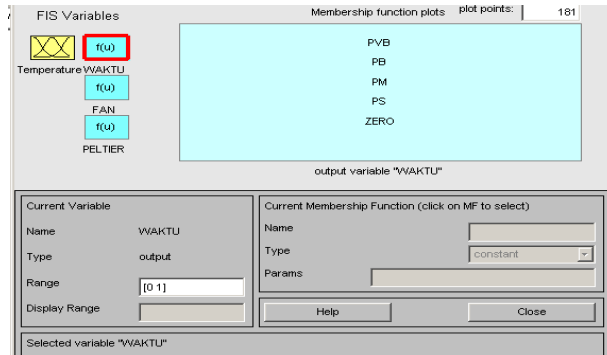 FIS Variables
Membership function plots
plot points:
181
f(u)
Temperature WAKTU
f(u)
FAN
f(u)
PELTIER
PVB
PB
PM
PS
ZERO
output variable "WAKTU"
Current Variable
Name WAKTU
Type output
Range [0 1]
Display Range
Current Membership Function (click on MF to select)
Name
Type constant
Params
Help Close
Selected variable "WAKTU"